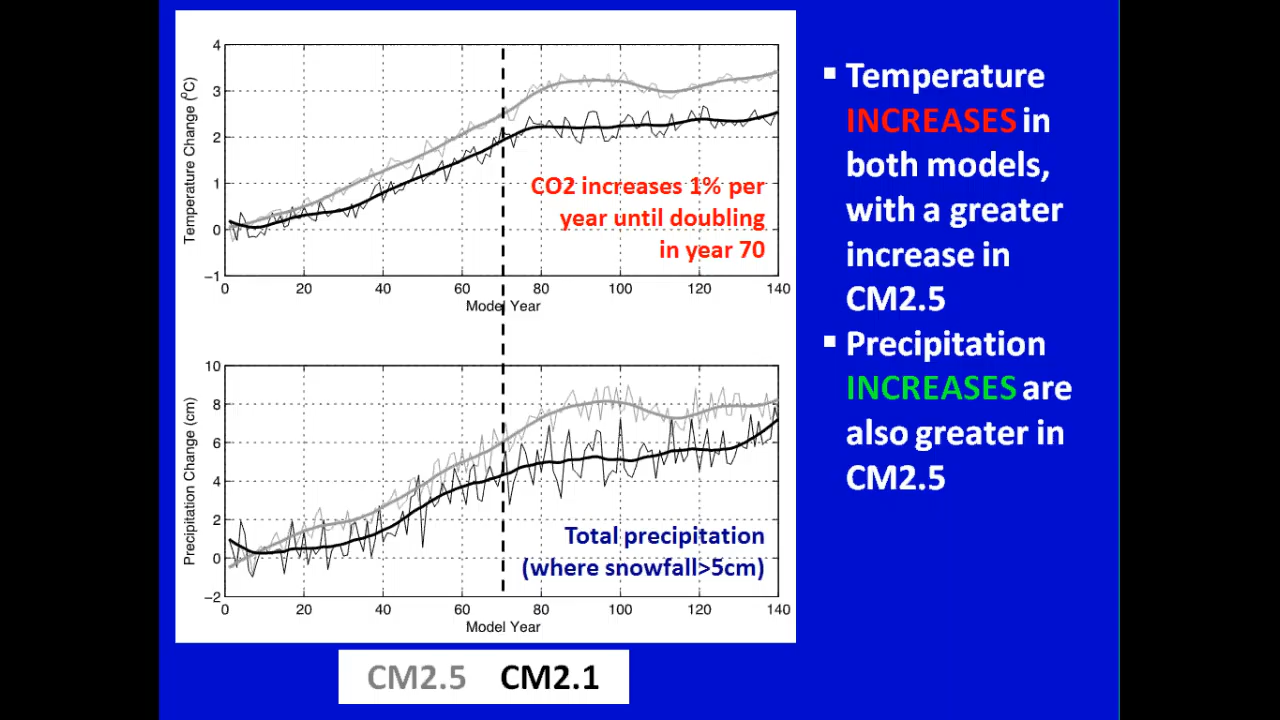 4
3
2
1
0
−1
Temperature Change (⁰C)
0 20 40 60 80 100 120 140
Model Year
CO2 increases 1% per
year until doubling
in year 70
10
8
6
4
2
0
−2
Precipitation Change (cm)
0 20 40 60 80 100 120 140
Model Year
Total precipitation
(where snowfall>5cm)
CM2.5 CM2.1
▪ Temperature
INCREASES in
both models,
with a greater
increase in
CM2.5
▪ Precipitation
INCREASES are
also greater in
CM2.5